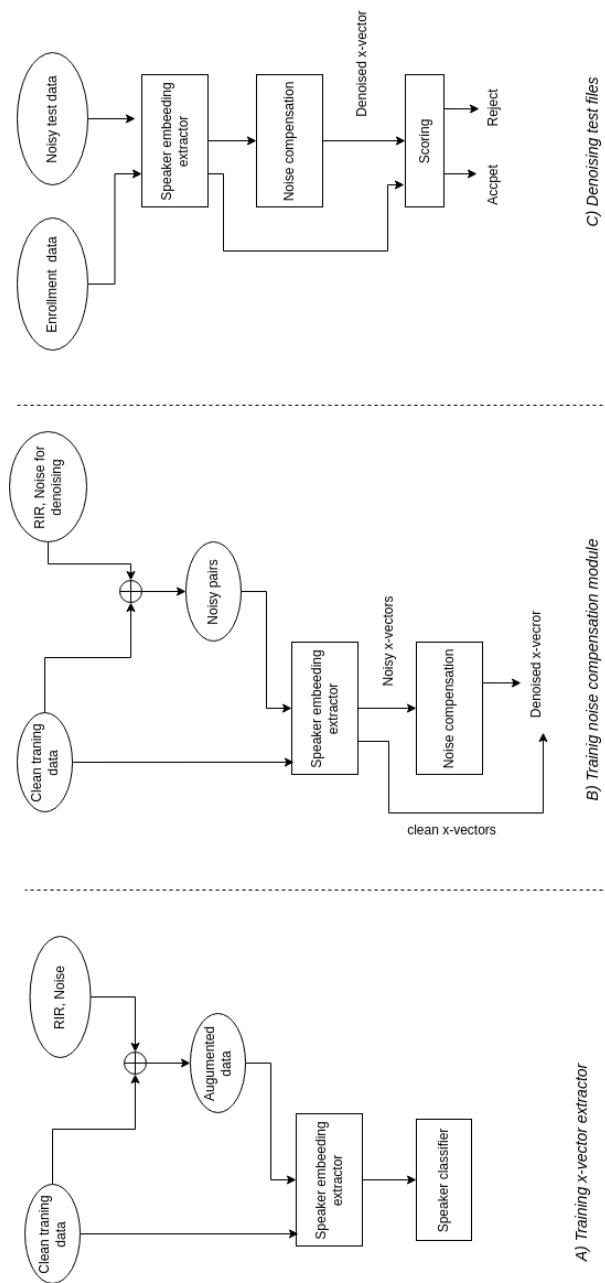 Clean traning
data
RIR, Noise
Augumented
data
Speaker embeeding
extractor
Speaker classifier
A) Training x-vector extractor
Clean traning
data
RIR, Noise for
denoising
Noisy pairs
Speaker embeeding
extractor
Noisy x-vectors
clean x-vectors
Noise compensation
Denoised x-vecror
B) Trainig noise compensation module
Enrollment data
Noisy test data
Speaker embeeding
extractor
Noise compensation
Denoised x-vector
Scoring
Accpet
Reject
C) Denoising test files